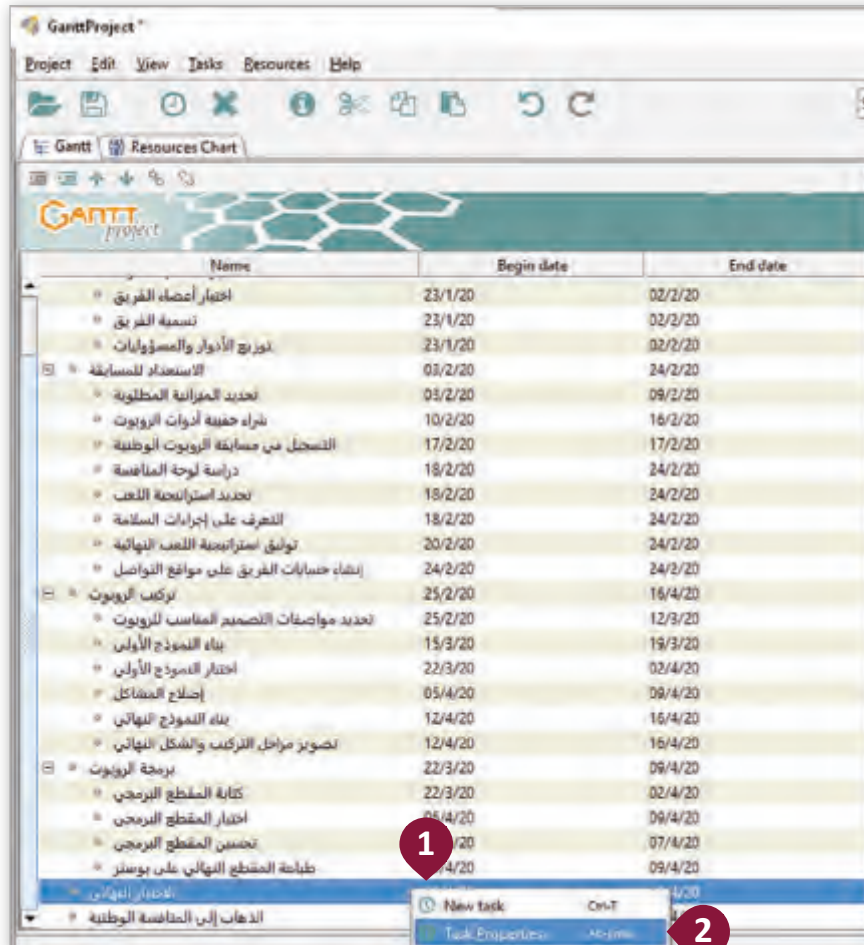 GanttProject *
Project Edit View Tasks Resources Help
Gantt Resources Chart
GANTT project
Name Begin date End date
اختيار أعضاء الفريق 23/1/20 02/2/20
تسمية الفريق 23/1/20 02/2/20
توزيع الأدوار والمسؤوليات 23/1/20 02/2/20
الاستعداد للمسابقة 03/2/20 24/2/20
تحديد الميزانية المطلوبة 03/2/20 09/2/20
شراء حقيبة أدوات الروبوت 10/2/20 16/2/20
التسجيل في مسابقة الروبوت الوطنية 17/2/20 17/2/20
دراسة لوحة المنافسة 18/2/20 24/2/20
تحديد استراتيجية اللعب 18/2/20 24/2/20
التعرف على إجراءات السلامة 18/2/20 24/2/20
توثيق استراتيجية اللعب النهائية 20/2/20 24/2/20
إنشاء حسابات الفريق على مواقع التواصل 24/2/20 24/2/20
تركيب الروبوت 25/2/20 16/4/20
تحديد مواصفات التصميم المناسب للروبوت 25/2/20 12/3/20
بناء النموذج الأولي 15/3/20 19/3/20
اختبار النموذج الأولي 22/3/20 02/4/20
إصلاح المشاكل 05/4/20 09/4/20
بناء النموذج النهائي 12/4/20 16/4/20
تصوير مراحل التركيب والشكل النهائي 12/4/20 16/4/20
برمجة الروبوت 22/3/20 09/4/20
كتابة المقطع البرمجي 22/3/20 02/4/20
اختبار المقطع البرمجي 05/4/20 09/4/20
تحسين المقطع البرمجي /20 07/4/20
طباعة المقطع النهائي على بوستر /4/20 09/4/20
الاختبار النهائي
1
New task Ctrl-T
الذهاب إلى المنافسة الوطنية
Task Properties
2